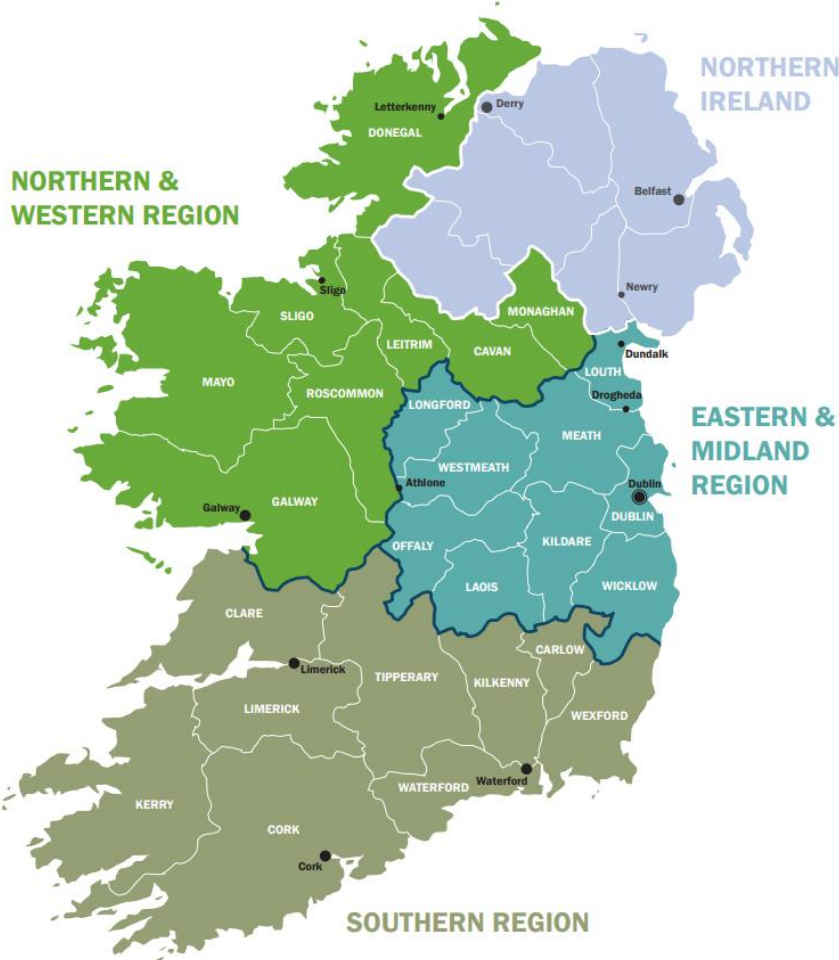 NORTHERN
IRELAND
Letterkenny
Derry
DONEGAL
NORTHERN &
WESTERN REGION
Belfast
Sligo
Newry
SLIGO
MONAGHAN
LEITRIM
CAVAN
Dundalk
MAYO
ROSCOMMON
LOUTH
Drogheda
LONGFORD
EASTERN &
MIDLAND
REGION
MEATH
WESTMEATH
Athlone
Dublin
Galway
GALWAY
DUBLIN
OFFALY
KILDARE
LAOIS
WICKLOW
CLARE
CARLOW
Limerick
TIPPERARY
KILKENNY
LIMERICK
WEXFORD
Waterford
WATERFORD
KERRY
CORK
Cork
SOUTHERN REGION